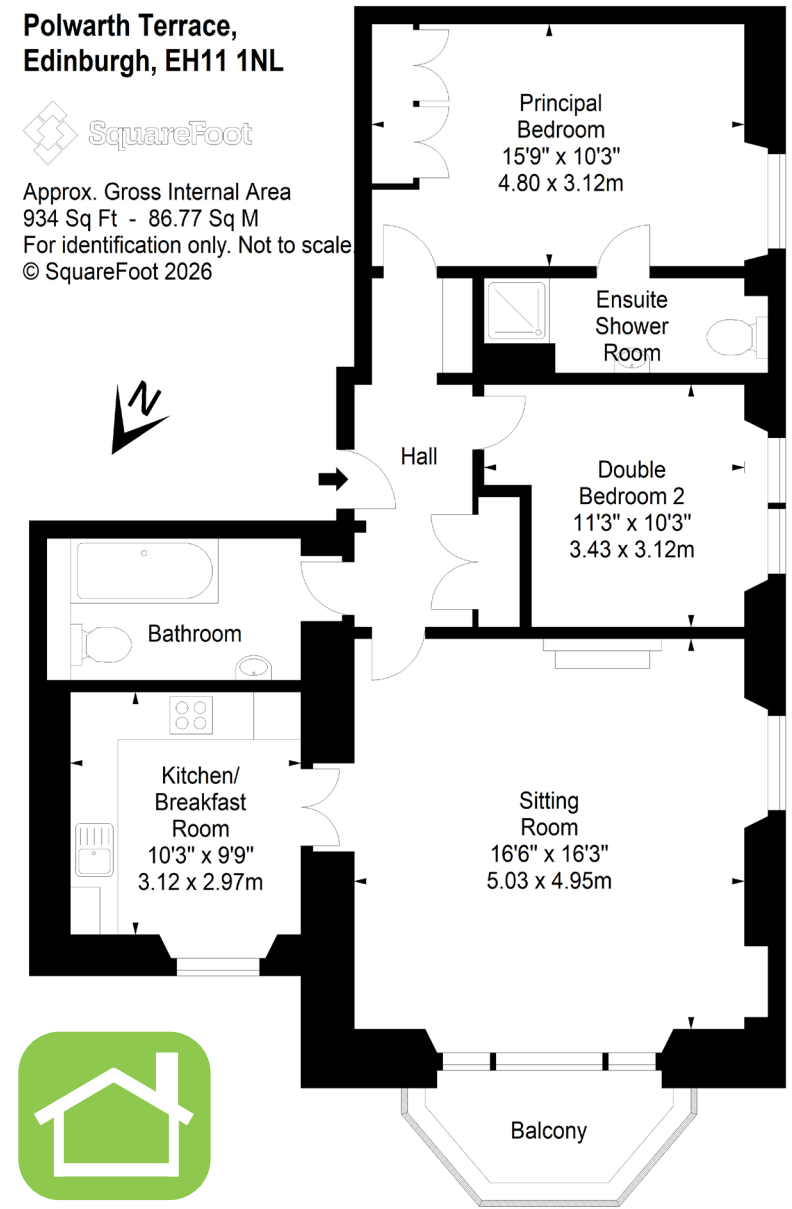 Polwarth Terrace,
Edinburgh, EH11 1NL
SquareFoot
Approx. Gross Internal Area
934 Sq Ft - 86.77 Sq M
For identification only. Not to scale.
© SquareFoot 2026
Principal
Bedroom
15'9" x 10'3"
4.80 x 3.12m
Ensuite
Shower
Room
N
Hall
Double
Bedroom 2
11'3" x 10'3"
3.43 x 3.12m
Bathroom
Kitchen/
Breakfast
Room
10'3" x 9'9"
3.12 x 2.97m
Sitting
Room
16'6" x 16'3"
5.03 x 4.95m
Balcony